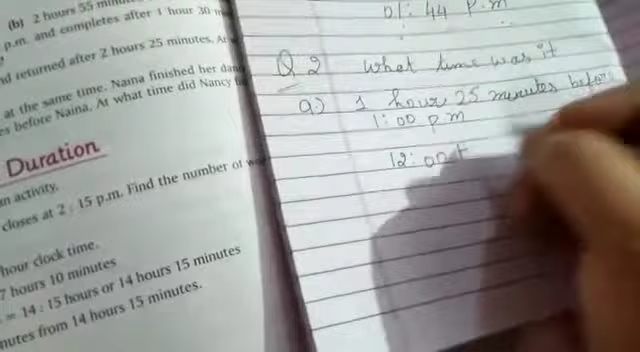 (b) 2 hours 55
p.m. and completes after 1 hour 30
nd returned after 2 hours 25 minutes. At
at the same time. Naina finished her
es before Naina. At what time did Nancy
Duration
an activity.
closes at 2 : 15 p.m. Find the number of
hour clock time.
7 hours 10 minutes
= 14 : 15 hours or 14 hours 15 minutes
nutes from 14 hours 15 minutes.
01: 44 P.m
Q 2 What time was it
a) 1 hour 25 minutes before
1:00 p m
12: 00